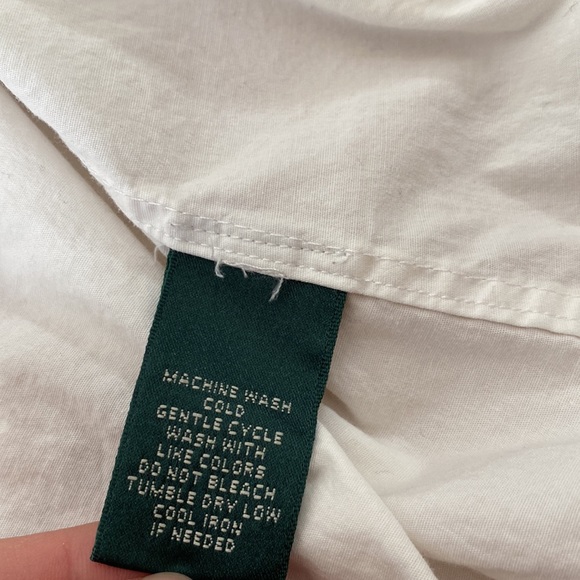 MACHINE WASH
COLD
GENTLE CYCLE
WASH WITH
LIKE COLORS
DO NOT BLEACH
TUMBLE DRY LOW
COOL IRON
IF NEEDED